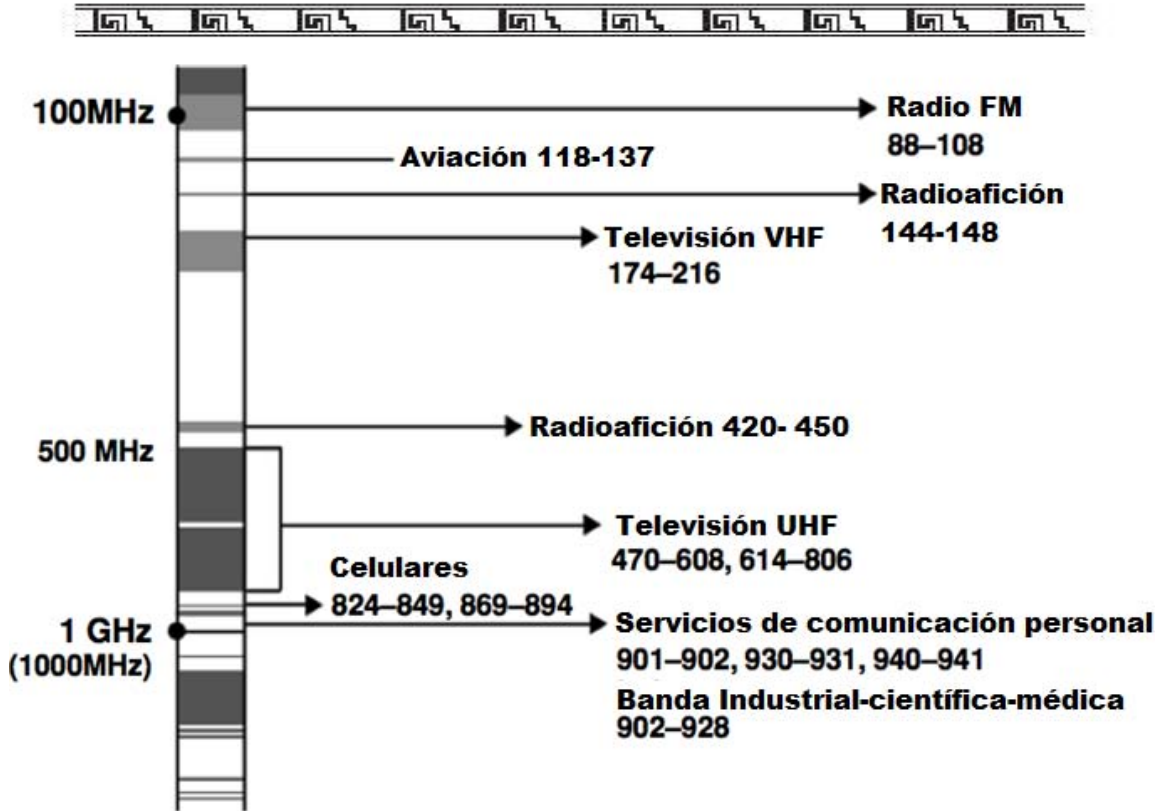 100MHz
Radio FM
88–108
Aviación 118-137
Radioafición
144-148
Televisión VHF
174–216
Radioafición 420- 450
500 MHz
Televisión UHF
470–608, 614–806
Celulares
824–849, 869–894
1 GHz
(1000MHz)
Servicios de comunicación personal
901–902, 930–931, 940–941
Banda Industrial-científica-médica
902–928